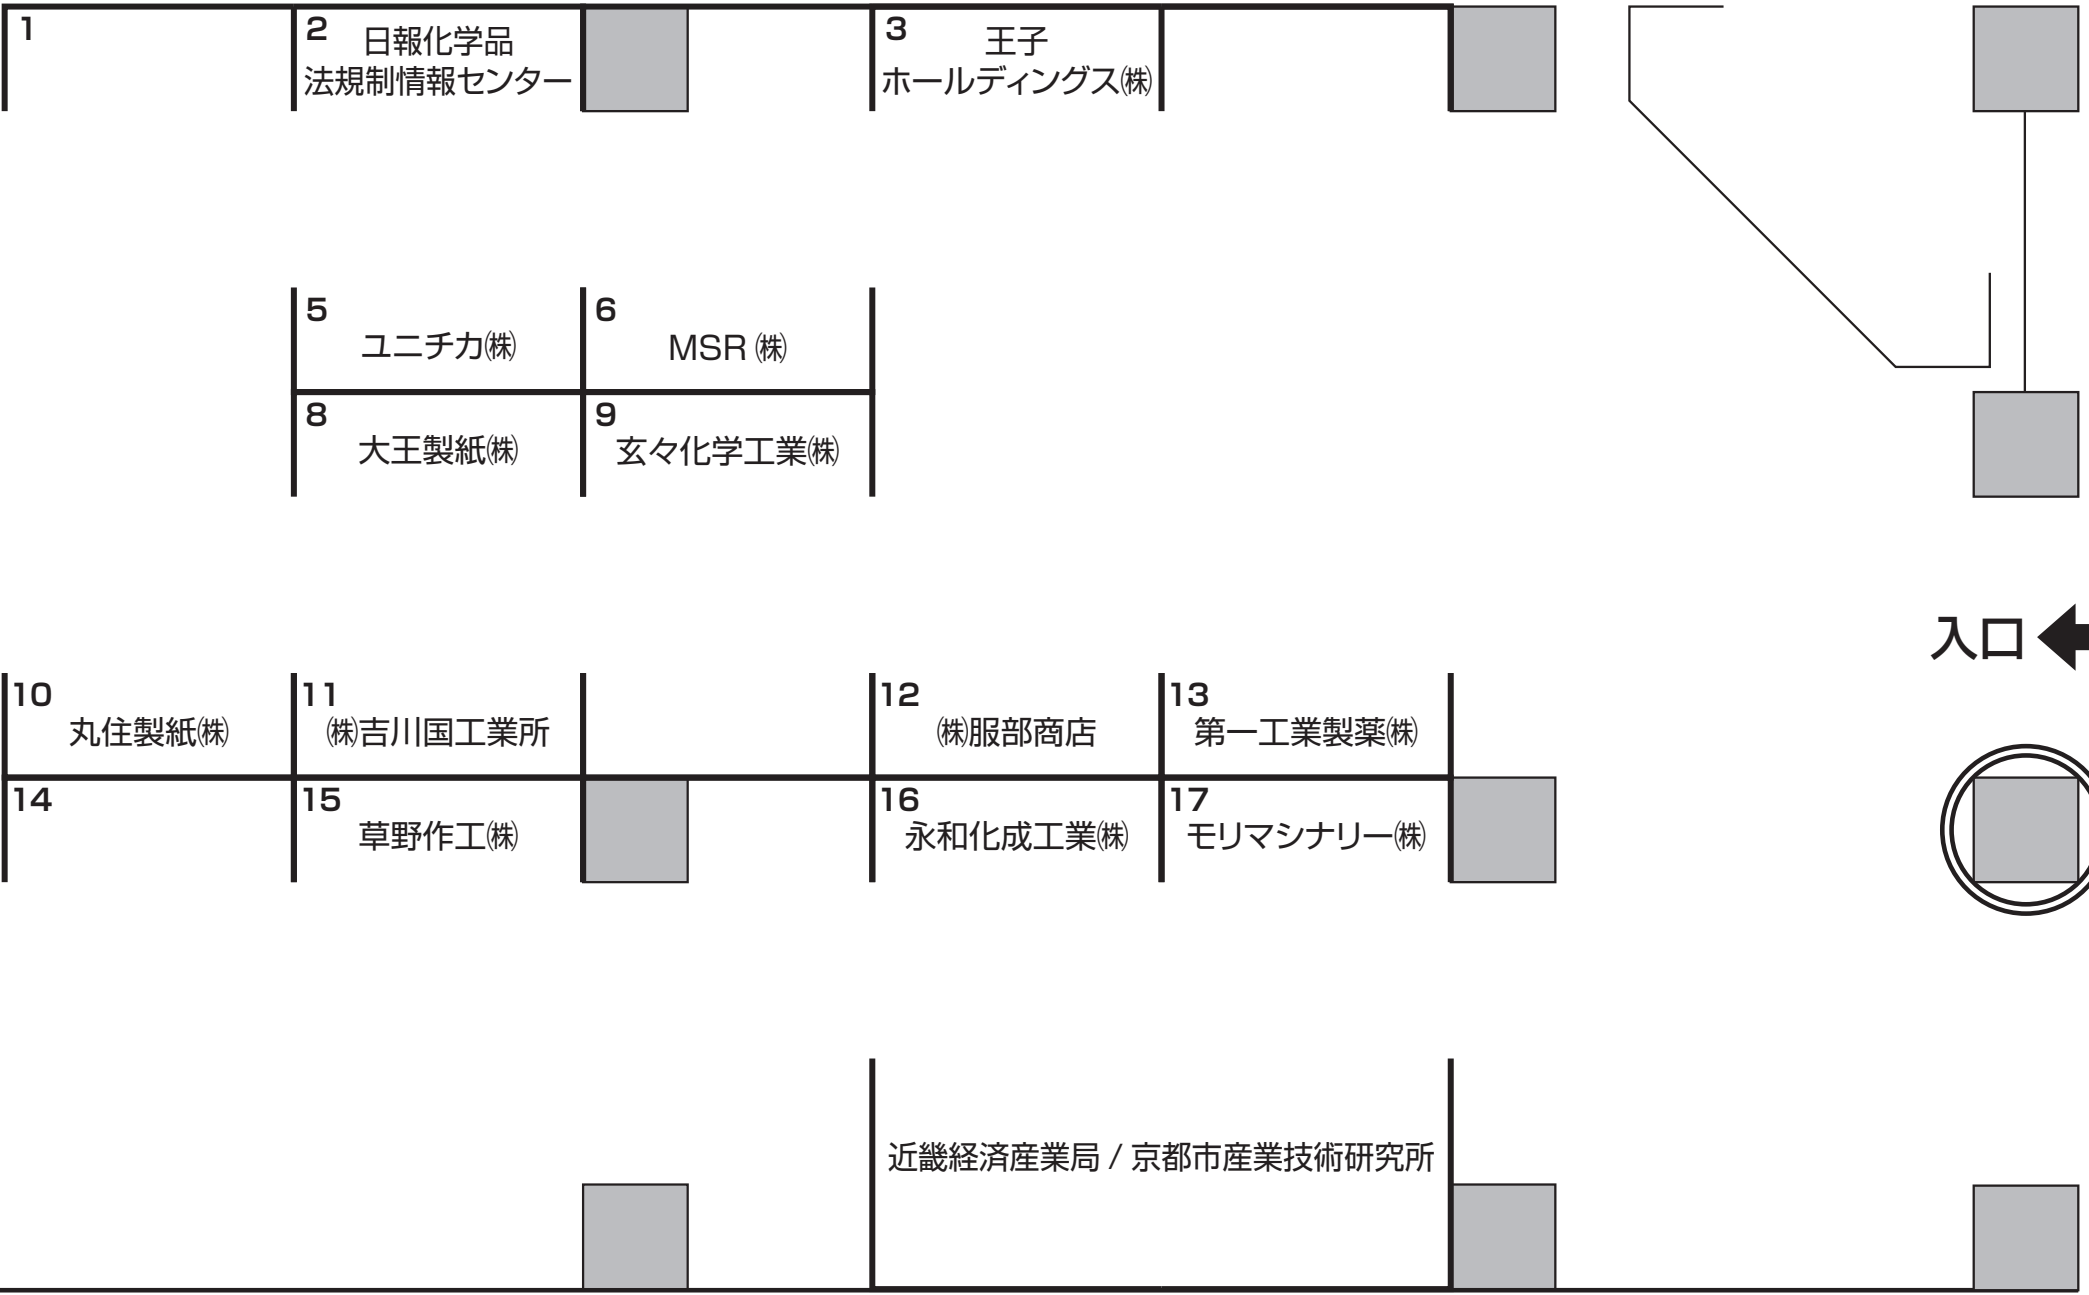 1
2
日報化学品
法規制情報センター
3
王子
ホールディングス㈱
5
ユニチカ㈱
6
MSR ㈱
8
大王製紙㈱
9
玄々化学工業㈱
入口
10
丸住製紙㈱
11
㈱吉川国工業所
12
㈱服部商店
13
第一工業製薬㈱
14
15
草野作工㈱
16
永和化成工業㈱
17
モリマシナリー㈱
近畿経済産業局 / 京都市産業技術研究所